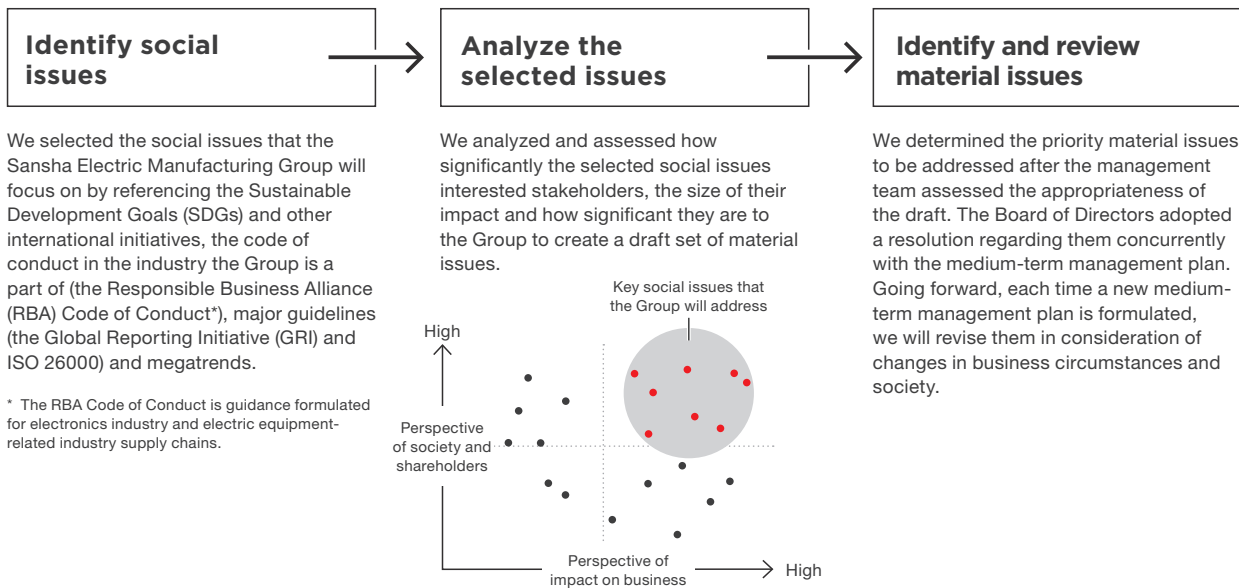 Identify social
issues
We selected the social issues that the
Sansha Electric Manufacturing Group will
focus on by referencing the Sustainable
Development Goals (SDGs) and other
international initiatives, the code of
conduct in the industry the Group is a
part of (the Responsible Business Alliance
(RBA) Code of Conduct*), major guidelines
(the Global Reporting Initiative (GRI) and
ISO 26000) and megatrends.
* The RBA Code of Conduct is guidance formulated
for electronics industry and electric equipment-
related industry supply chains.
Analyze the
selected issues
We analyzed and assessed how
significantly the selected social issues
interested stakeholders, the size of their
impact and how significant they are to
the Group to create a draft set of material
issues.
Key social issues that
the Group will address
High
Perspective
of society and
shareholders
Perspective of
impact on business
High
Identify and review
material issues
We determined the priority material issues
to be addressed after the management
team assessed the appropriateness of
the draft. The Board of Directors adopted
a resolution regarding them concurrently
with the medium-term management plan.
Going forward, each time a new medium-
term management plan is formulated,
we will revise them in consideration of
changes in business circumstances and
society.